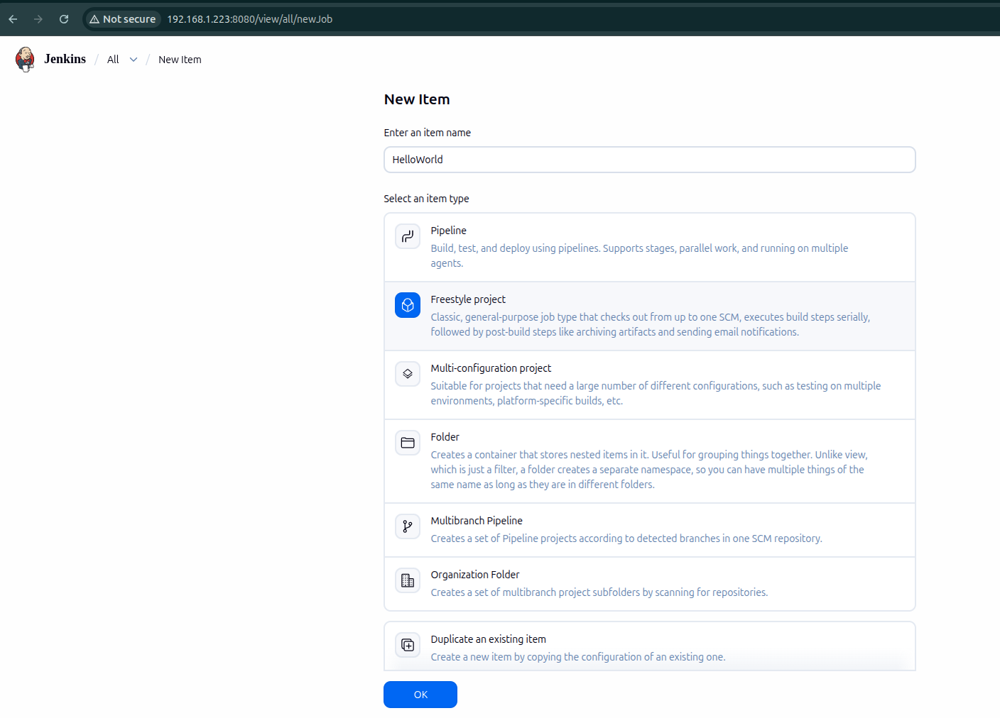 Not secure 192.168.1.223:8080/view/all/newJob
Jenkins / All / New Item
New Item
Enter an item name
HelloWorld
Select an item type
Pipeline
Build, test, and deploy using pipelines. Supports stages, parallel work, and running on multiple
agents.
Freestyle project
Classic, general-purpose job type that checks out from up to one SCM, executes build steps serially,
followed by post-build steps like archiving artifacts and sending email notifications.
Multi-configuration project
Suitable for projects that need a large number of different configurations, such as testing on multiple
environments, platform-specific builds, etc.
Folder
Creates a container that stores nested items in it. Useful for grouping things together. Unlike view,
which is just a filter, a folder creates a separate namespace, so you can have multiple things of the
same name as long as they are in different folders.
Multibranch Pipeline
Creates a set of Pipeline projects according to detected branches in one SCM repository.
Organization Folder
Creates a set of multibranch project subfolders by scanning for repositories.
Duplicate an existing item
Create a new item by copying the configuration of an existing one.
OK